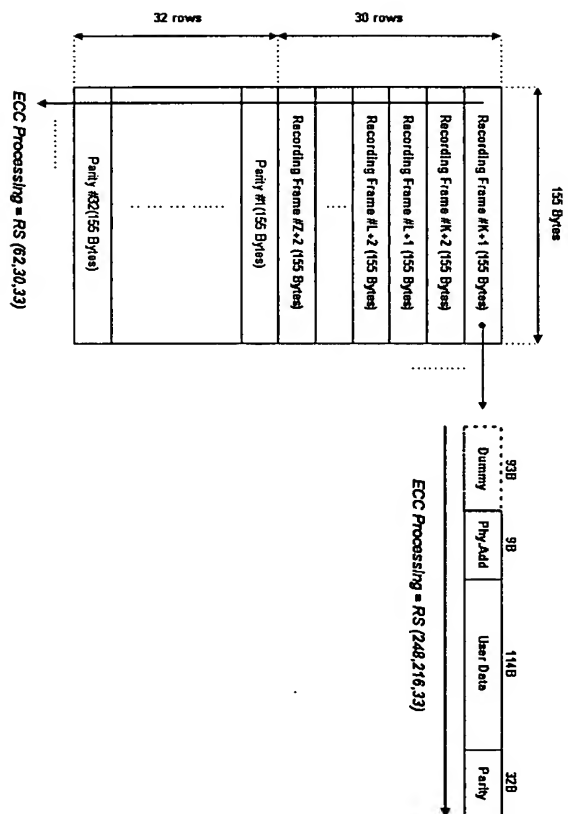 32 rows
30 rows
155 Bytes
Recording Frame #K+1 (155 Bytes)
Recording Frame #K+2 (155 Bytes)
Recording Frame #L+1 (155 Bytes)
Recording Frame #L+2 (155 Bytes)
Recording Frame #Z+2 (155 Bytes)
Parity #1 (155 Bytes)
Parity #32 (155 Bytes)
ECC Processing = RS (62,30,33)
93B
9B
114B
32B
Dummy
Phy.Add
User Data
Parity
ECC Processing = RS (248,216,33)